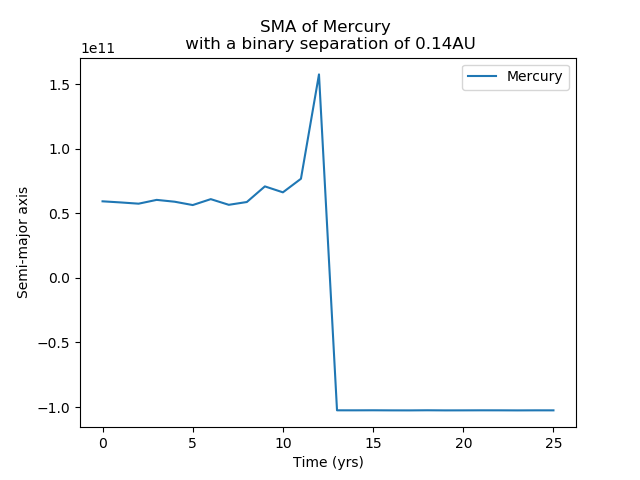 SMA of Mercury
with a binary separation of 0.14AU
1e11
Mercury
1.5
1.0
0.5
0.0
−0.5
−1.0
Semi-major axis
0 5 10 15 20 25
Time (yrs)